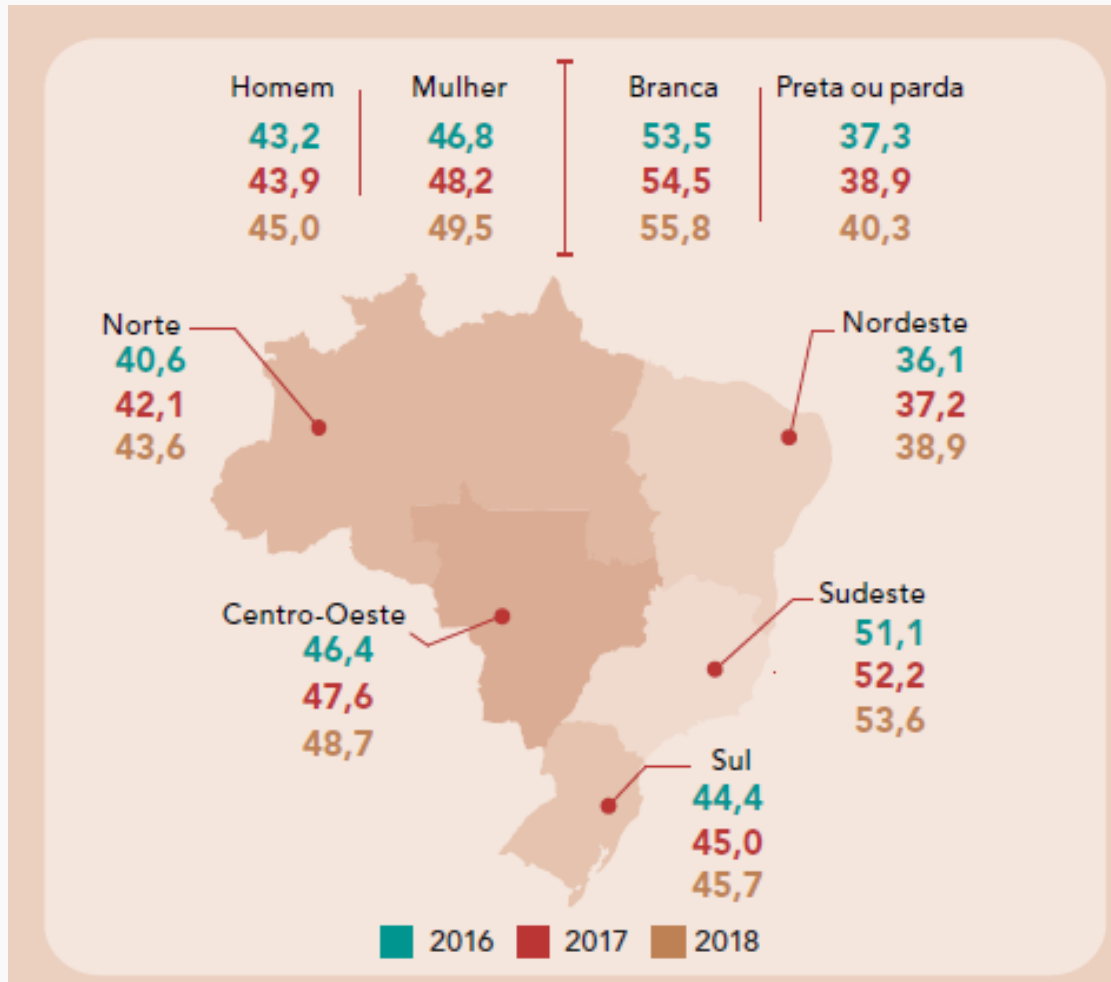 Homem Mulher Branca Preta ou parda
43,2 46,8 53,5 37,3
43,9 48,2 54,5 38,9
45,0 49,5 55,8 40,3
Norte
40,6
42,1
43,6
Nordeste
36,1
37,2
38,9
Centro-Oeste
46,4
47,6
48,7
Sudeste
51,1
52,2
53,6
Sul
44,4
45,0
45,7
2016 2017 2018